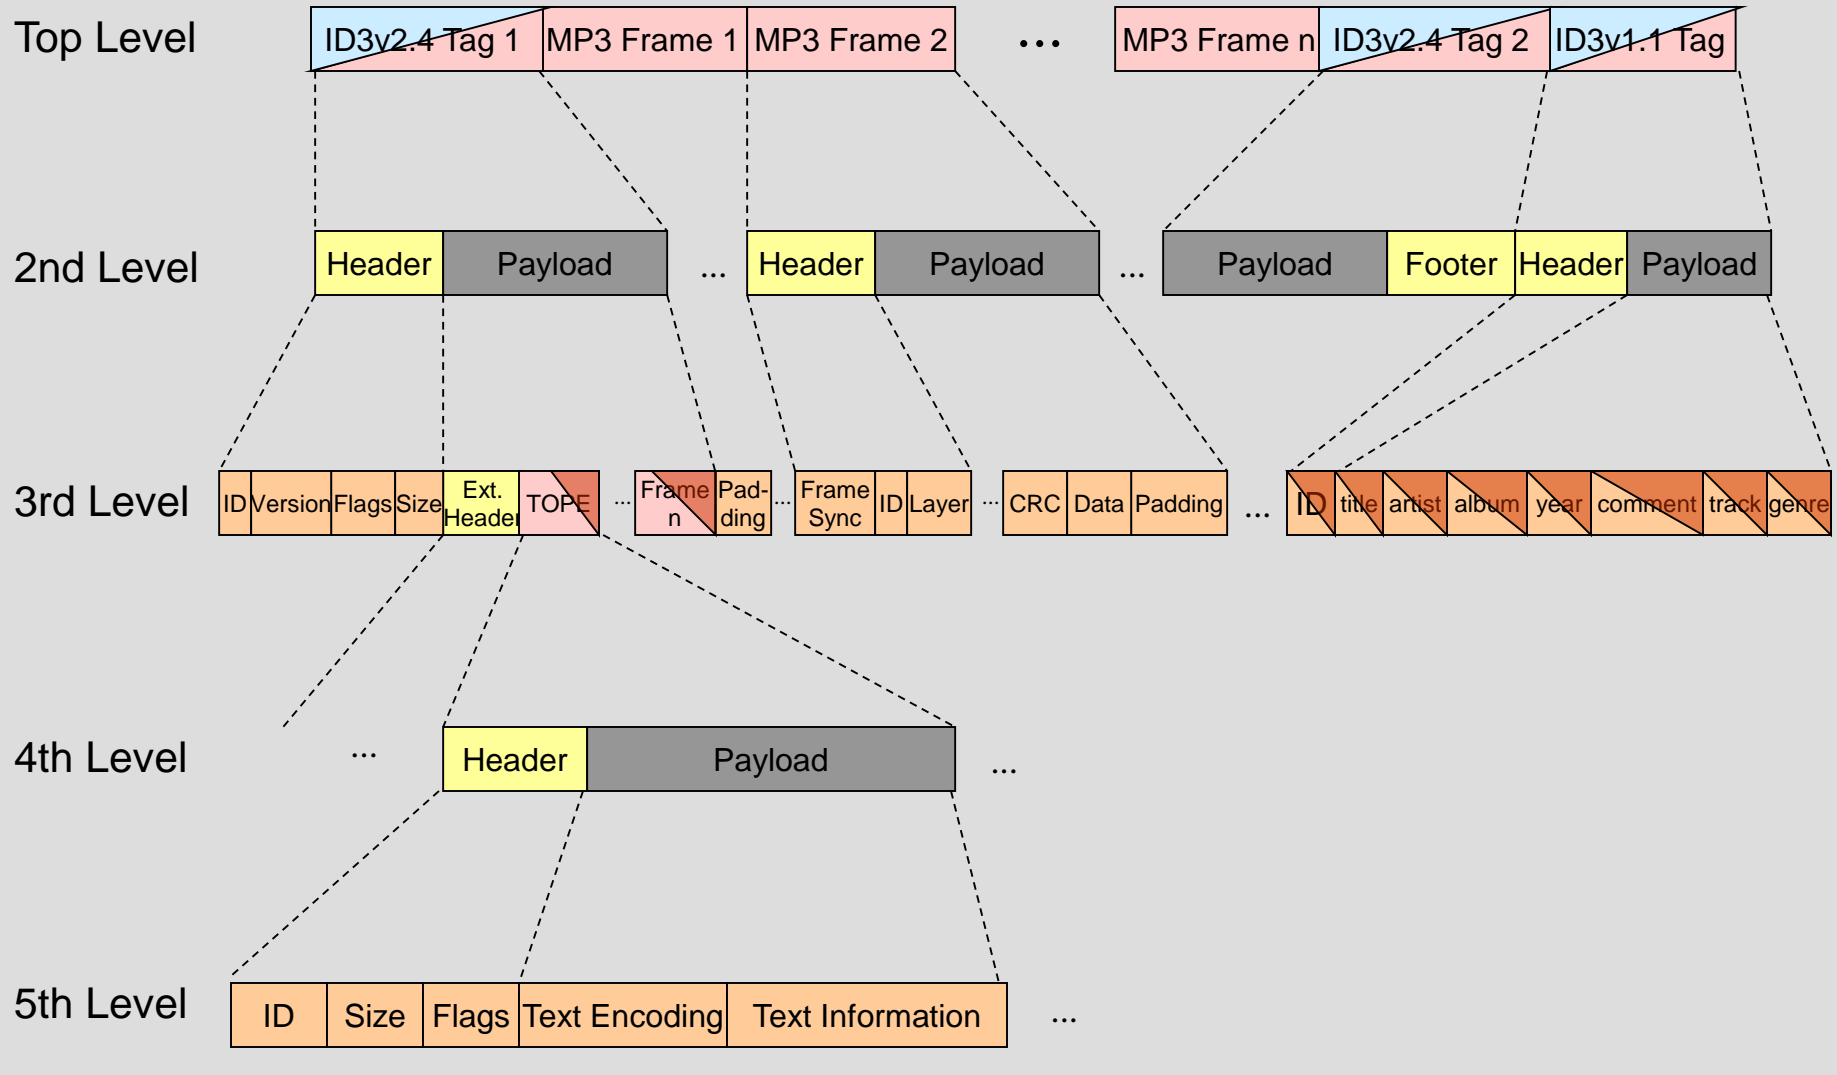 Top Level ID3v2.4 Tag 1 MP3 Frame 1 MP3 Frame 2 ... MP3 Frame n ID3v2.4 Tag 2 ID3v1.1 Tag
2nd Level Header Payload ... Header Payload ... Payload Footer Header Payload
3rd Level ID Version Flags Size Ext. Header TOPE ... Frame n Pad-ding ... Frame Sync ID Layer ... CRC Data Padding ... ID title artist album year comment track genre
4th Level ... Header Payload ...
5th Level ID Size Flags Text Encoding Text Information ...